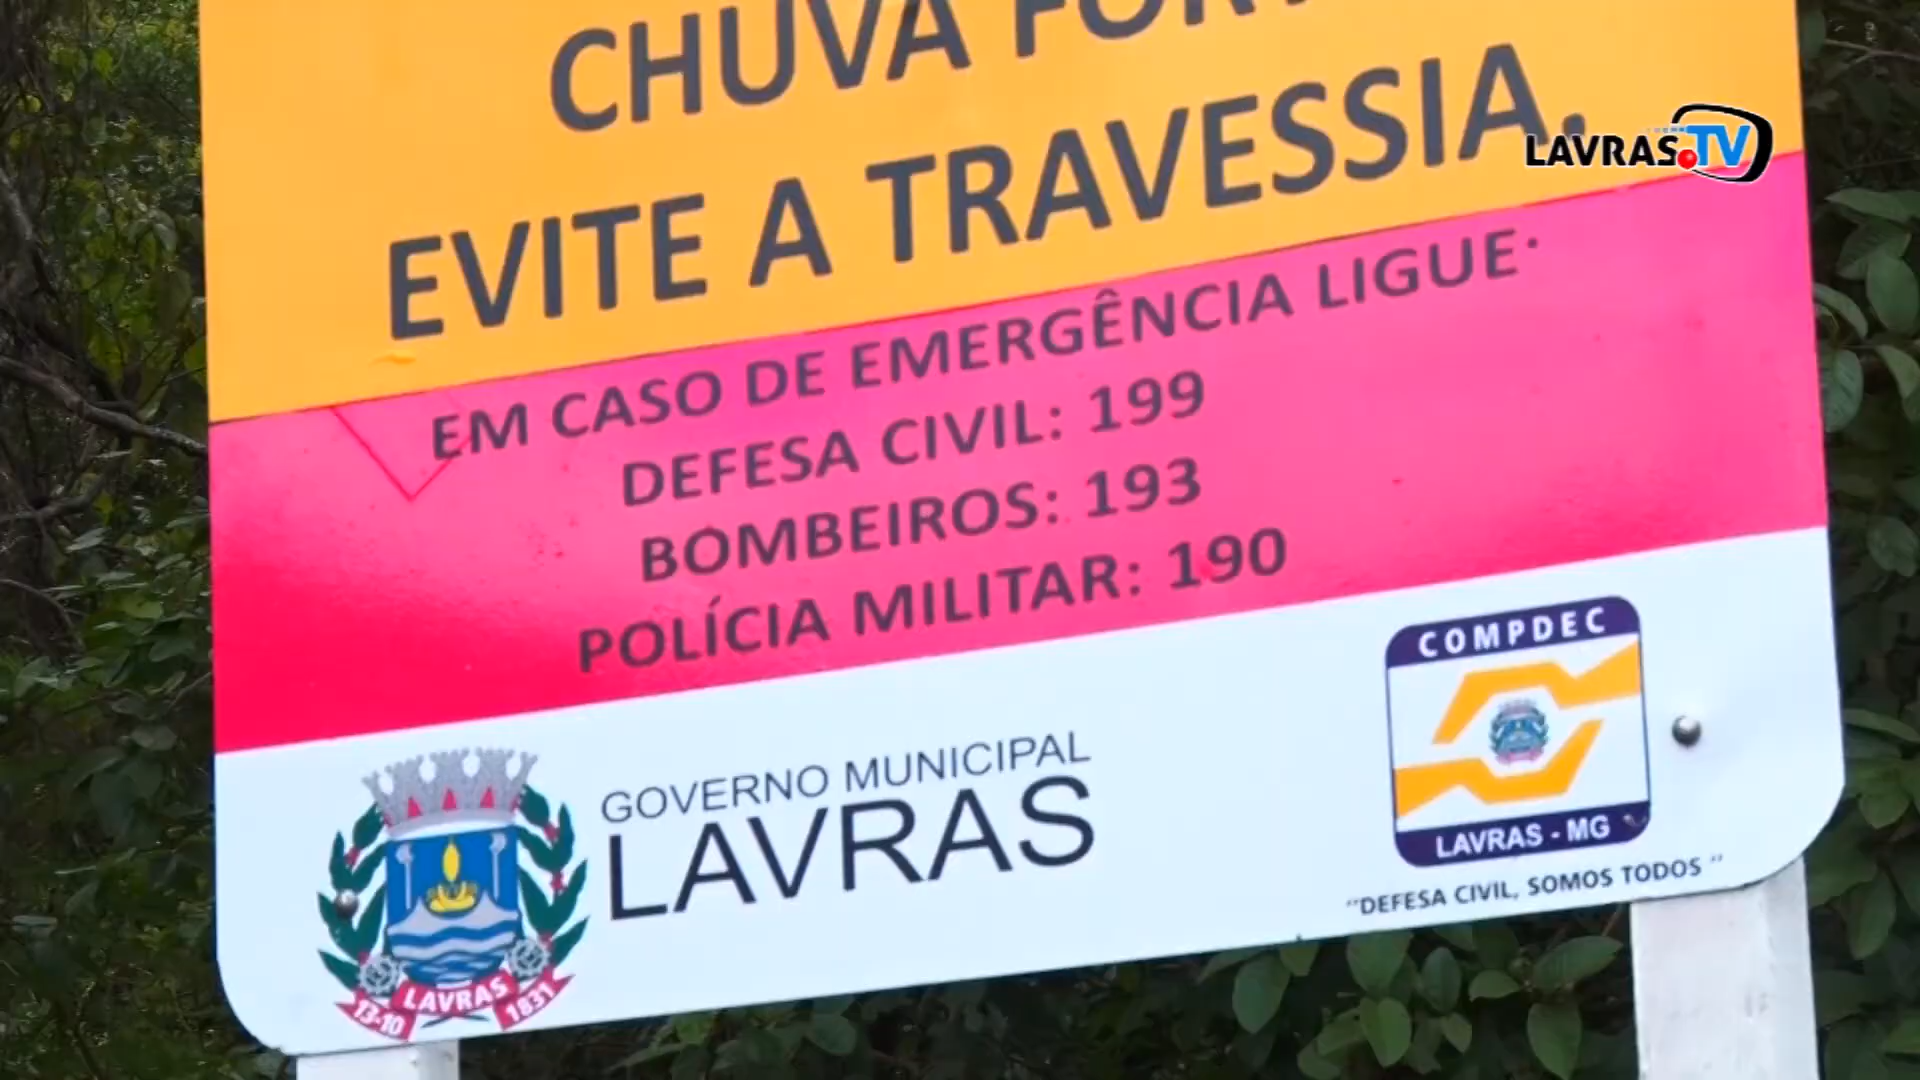 CHUVA FORT
EVITE A TRAVESSIA.
LAVRAS.TV
EM CASO DE EMERGÊNCIA LIGUE:
DEFESA CIVIL: 199
BOMBEIROS: 193
POLÍCIA MILITAR: 190
COMPDEC
LAVRAS - MG
"DEFESA CIVIL, SOMOS TODOS "
GOVERNO MUNICIPAL
LAVRAS
13-10 LAVRAS 1831